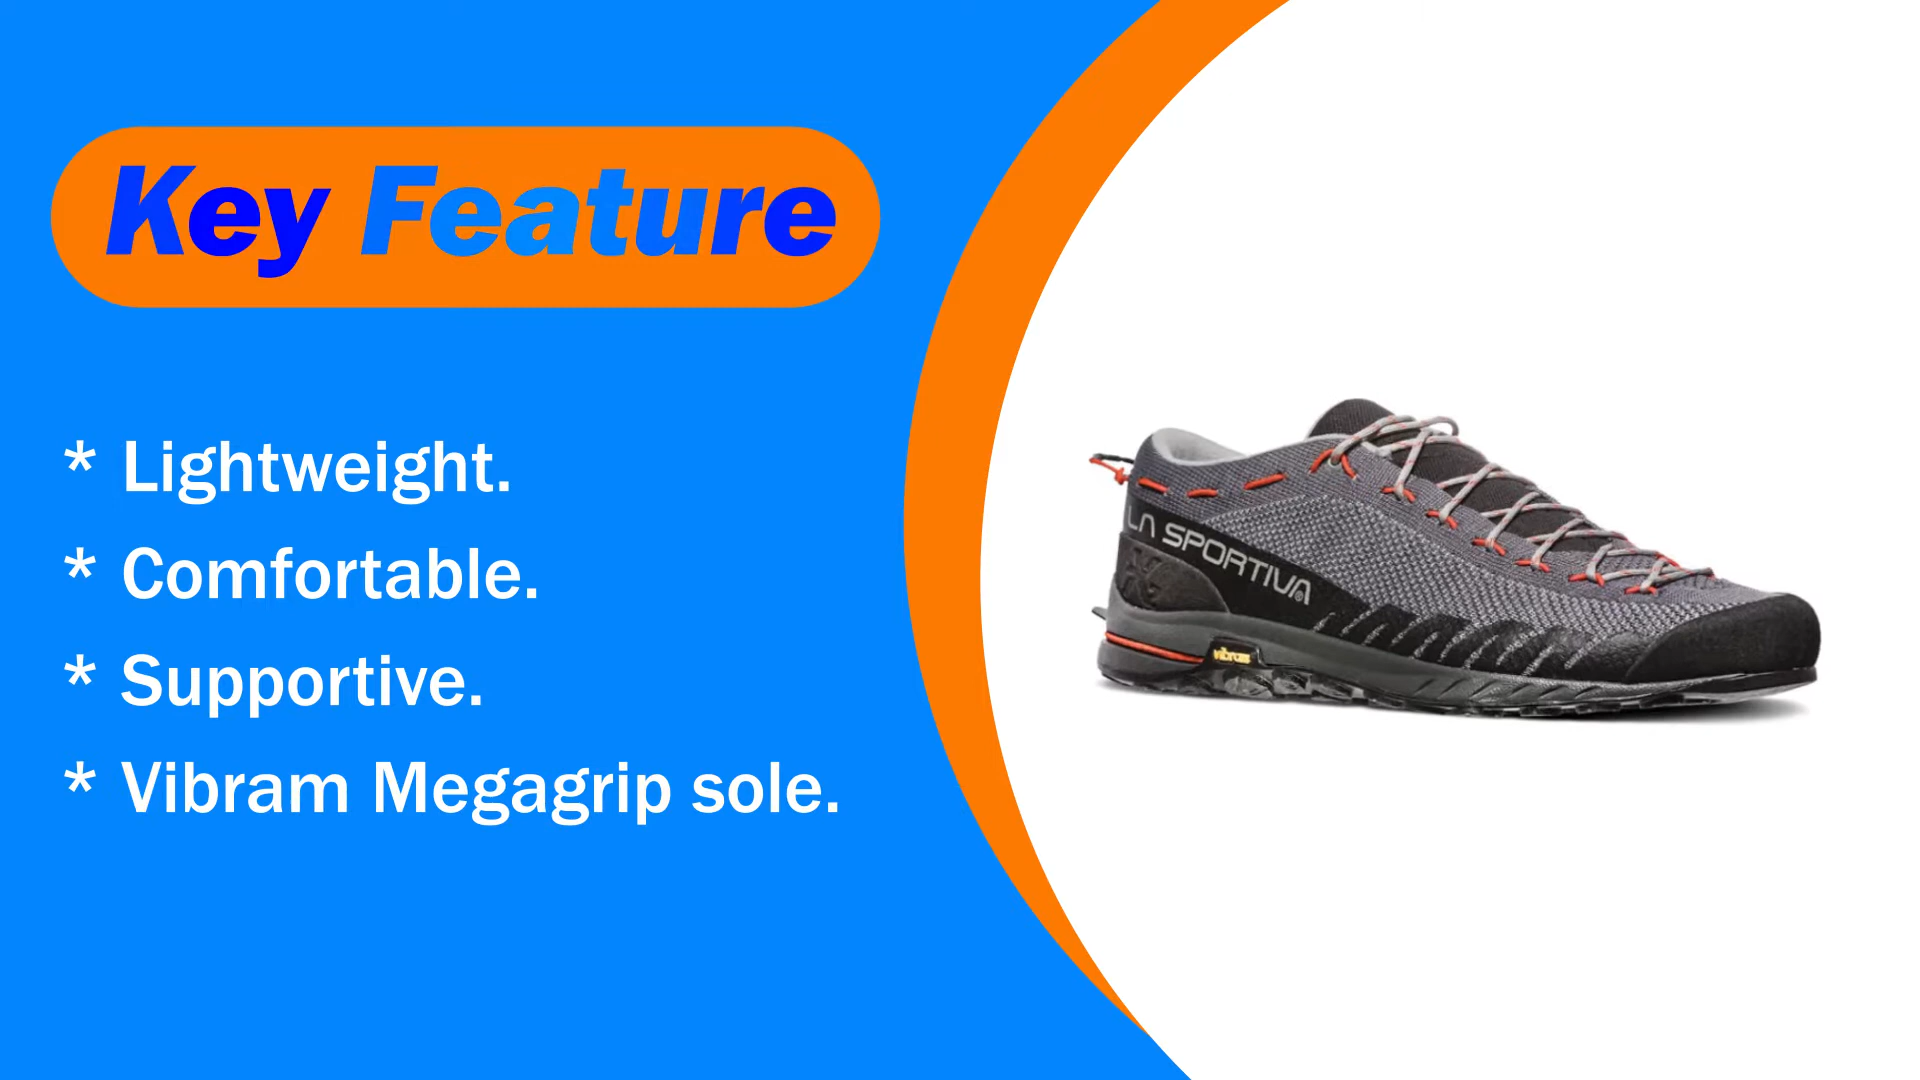 Key Feature
* Lightweight.
* Comfortable.
* Supportive.
* Vibram Megagrip sole.
LA SPORTIVA®
vibram